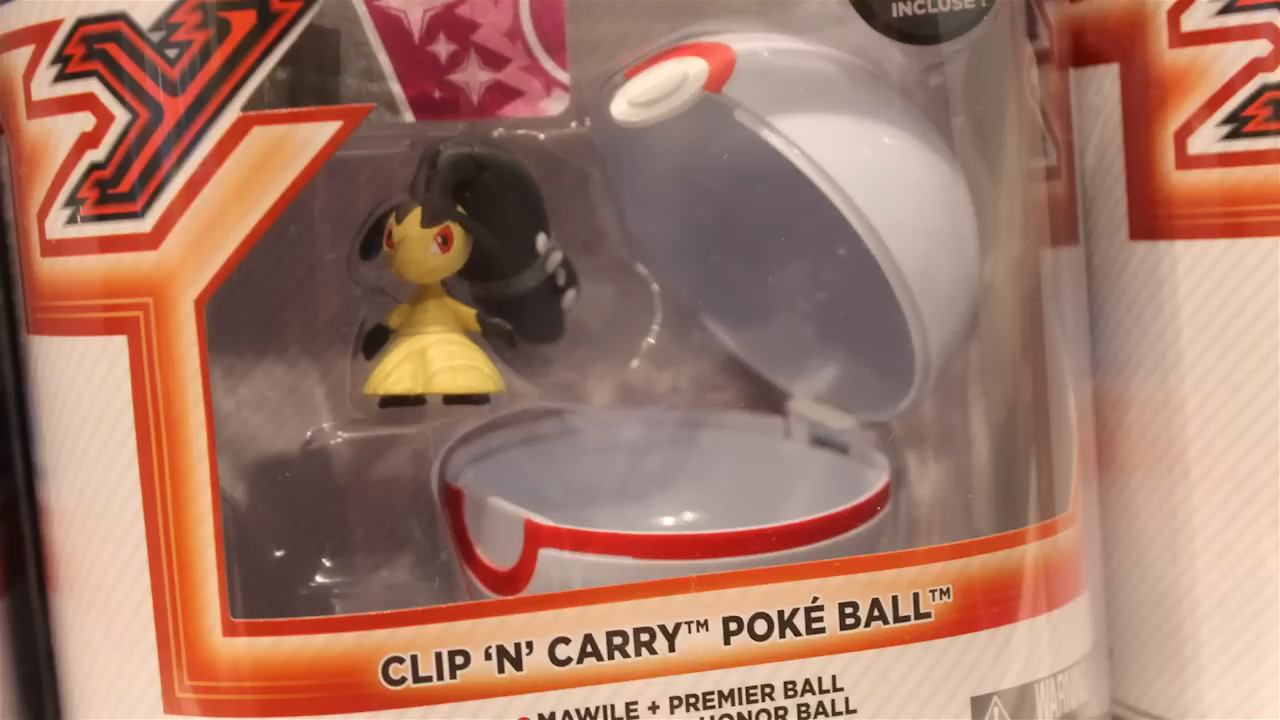 INCLUSE!
Y
CLIP 'N' CARRY™ POKÉ BALL™
MAWILE + PREMIER BALL
HONOR BALL